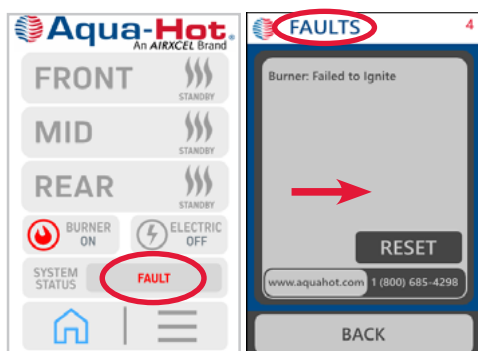 Aqua-Hot
An AIRXCEL Brand
FRONT
STANDBY
MID
STANDBY
REAR
STANDBY
BURNER
ON
ELECTRIC
OFF
SYSTEM
STATUS
FAULT
FAULTS 4
Burner: Failed to Ignite
RESET
www.aquahot.com 1 (800) 685-4298
BACK